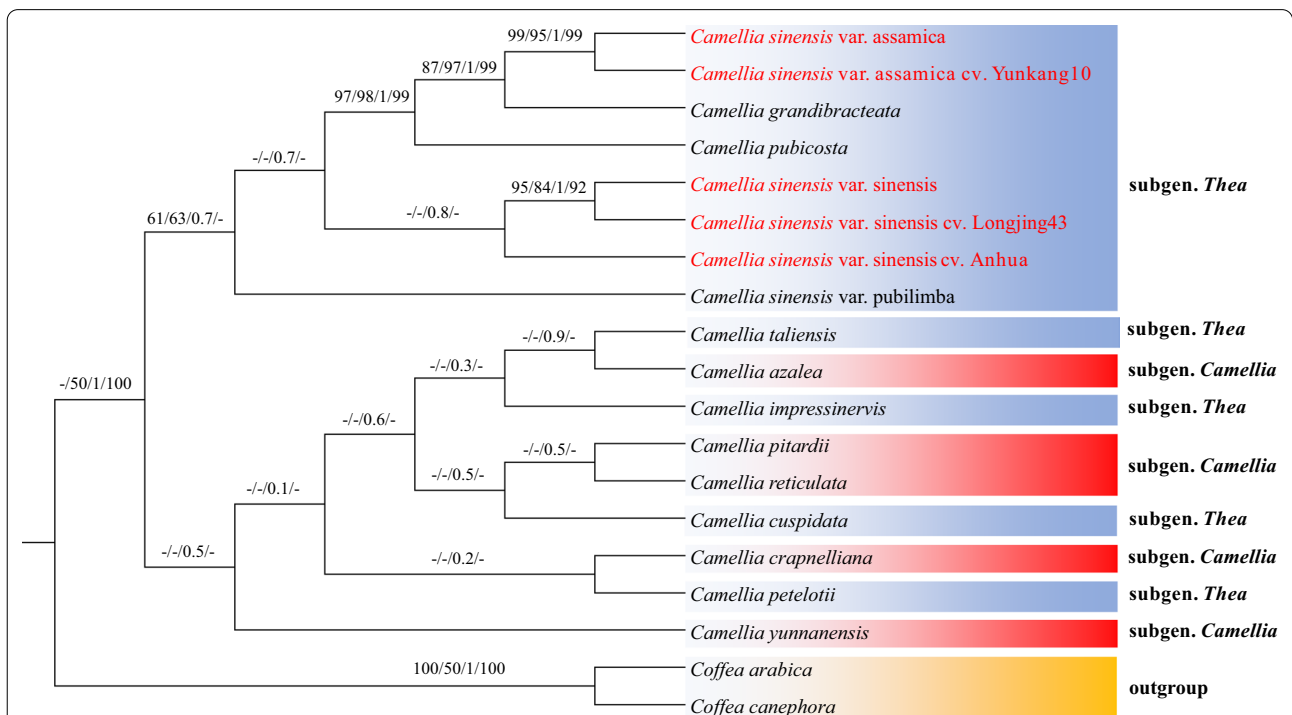 99/95/1/99
Camellia sinensis var. assamica
87/97/1/99
Camellia sinensis var. assamica cv. Yunkang10
97/98/1/99
Camellia grandibracteata
-/-/0.7/-
Camellia pubicosta
95/84/1/92
Camellia sinensis var. sinensis
subgen. Thea
61/63/0.7/-
-/-/0.8/-
Camellia sinensis var. sinensis cv. Longjing43
Camellia sinensis var. sinensis cv. Anhua
Camellia sinensis var. pubilimba
-/-/0.9/-
Camellia taliensis
subgen. Thea
-/-/0.3/-
Camellia azalea
subgen. Camellia
-/50/1/100
Camellia impressinervis
subgen. Thea
-/-/0.6/-
-/-/0.5/-
Camellia pitardii
subgen. Camellia
-/-/0.5/-
Camellia reticulata
-/-/0.1/-
Camellia cuspidata
subgen. Thea
-/-/0.5/-
-/-/0.2/-
Camellia crapnelliana
subgen. Camellia
Camellia petelotii
subgen. Thea
Camellia yunnanensis
subgen. Camellia
100/50/1/100
Coffea arabica
outgroup
Coffea canephora